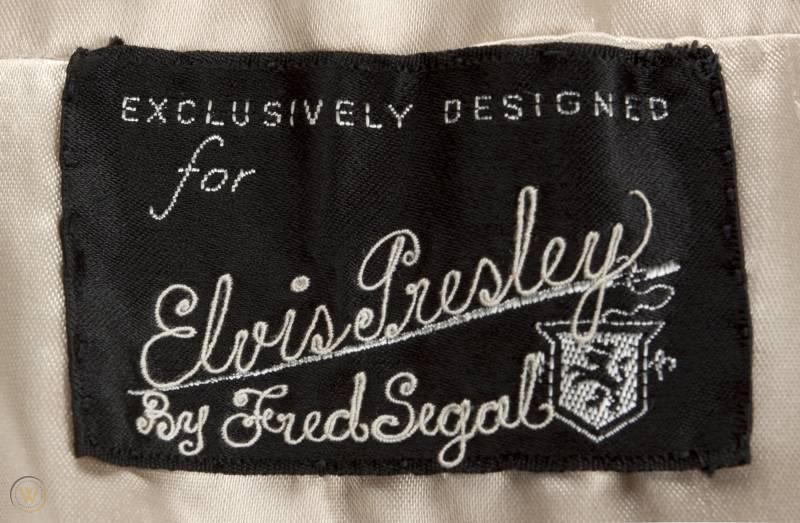 EXCLUSIVELY DESIGNED
for
Elvis Presley
By Fred Segal
W